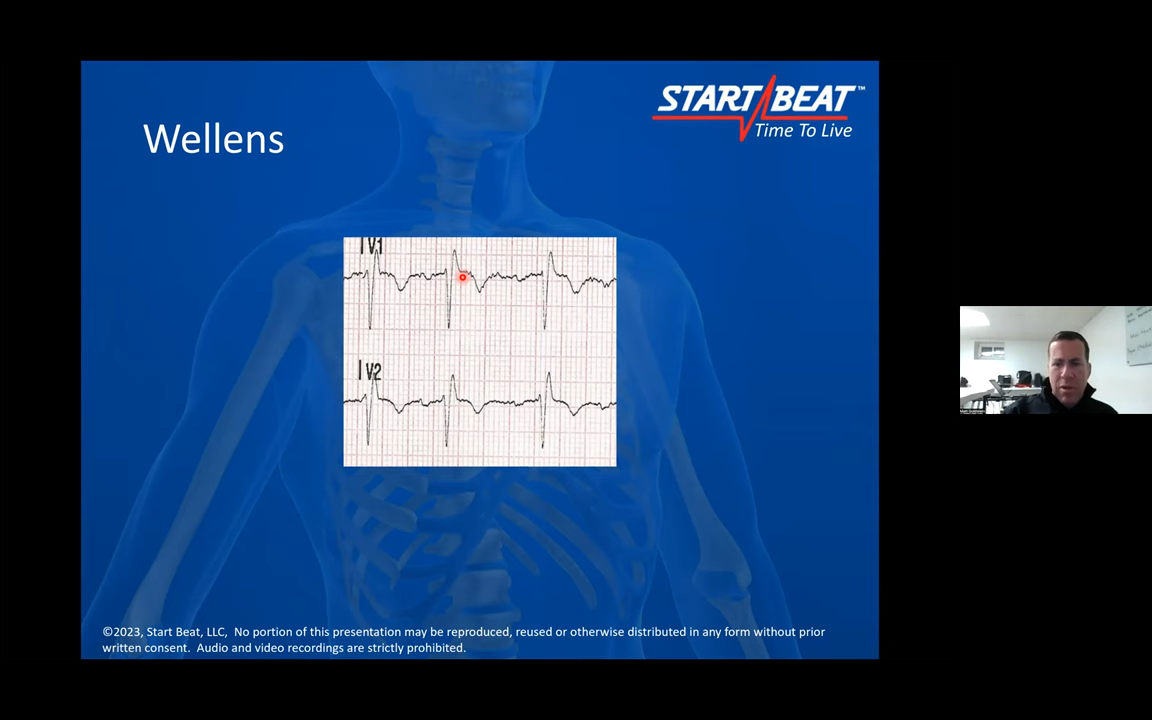 START BEAT™
Time To Live
Wellens
V1
V2
©2023, Start Beat, LLC, No portion of this presentation may be reproduced, reused or otherwise distributed in any form without prior
written consent. Audio and video recordings are strictly prohibited.